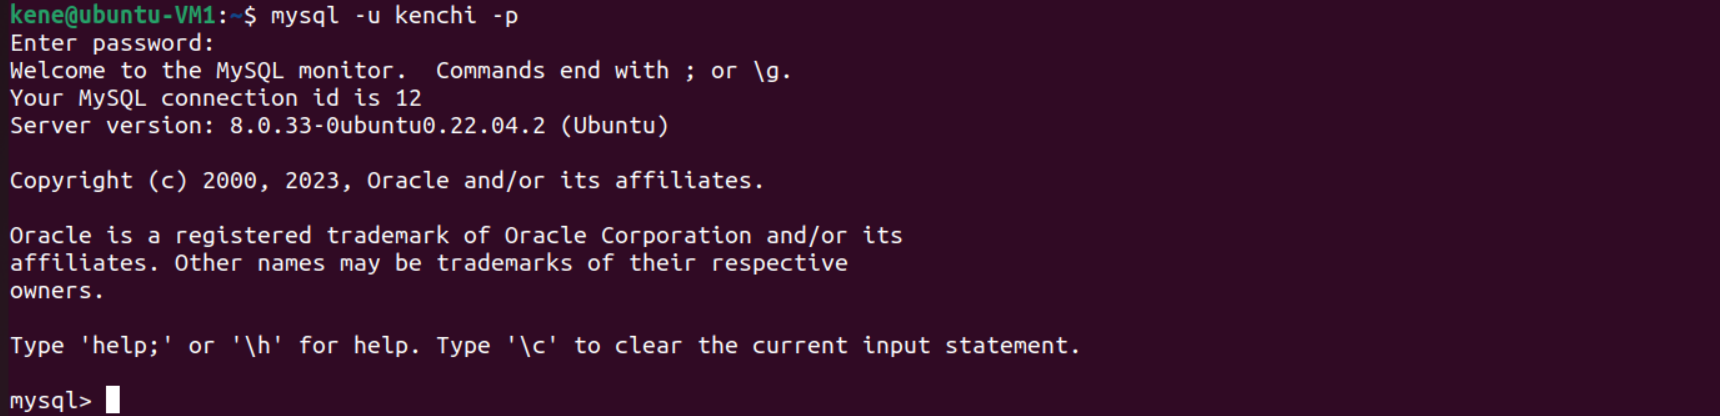 kene@ubuntu-VM1:~$ mysql -u kenchi -p
Enter password:
Welcome to the MySQL monitor.  Commands end with ; or \g.
Your MySQL connection id is 12
Server version: 8.0.33-0ubuntu0.22.04.2 (Ubuntu)
Copyright (c) 2000, 2023, Oracle and/or its affiliates.
Oracle is a registered trademark of Oracle Corporation and/or its
affiliates. Other names may be trademarks of their respective
owners.
Type 'help;' or '\h' for help. Type '\c' to clear the current input statement.
mysql>